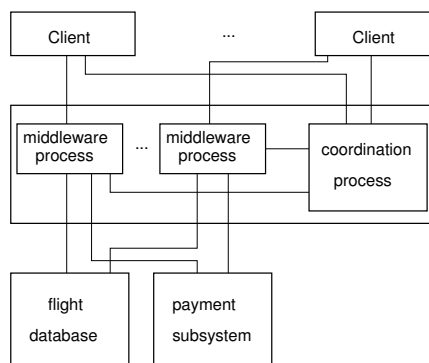 Client
...
Client
middleware
process
...
middleware
process
coordination
process
flight
database
payment
subsystem